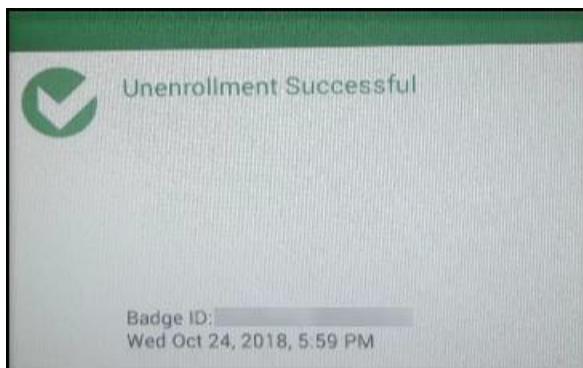 Unenrollment Successful
Badge ID:
Wed Oct 24, 2018, 5:59 PM